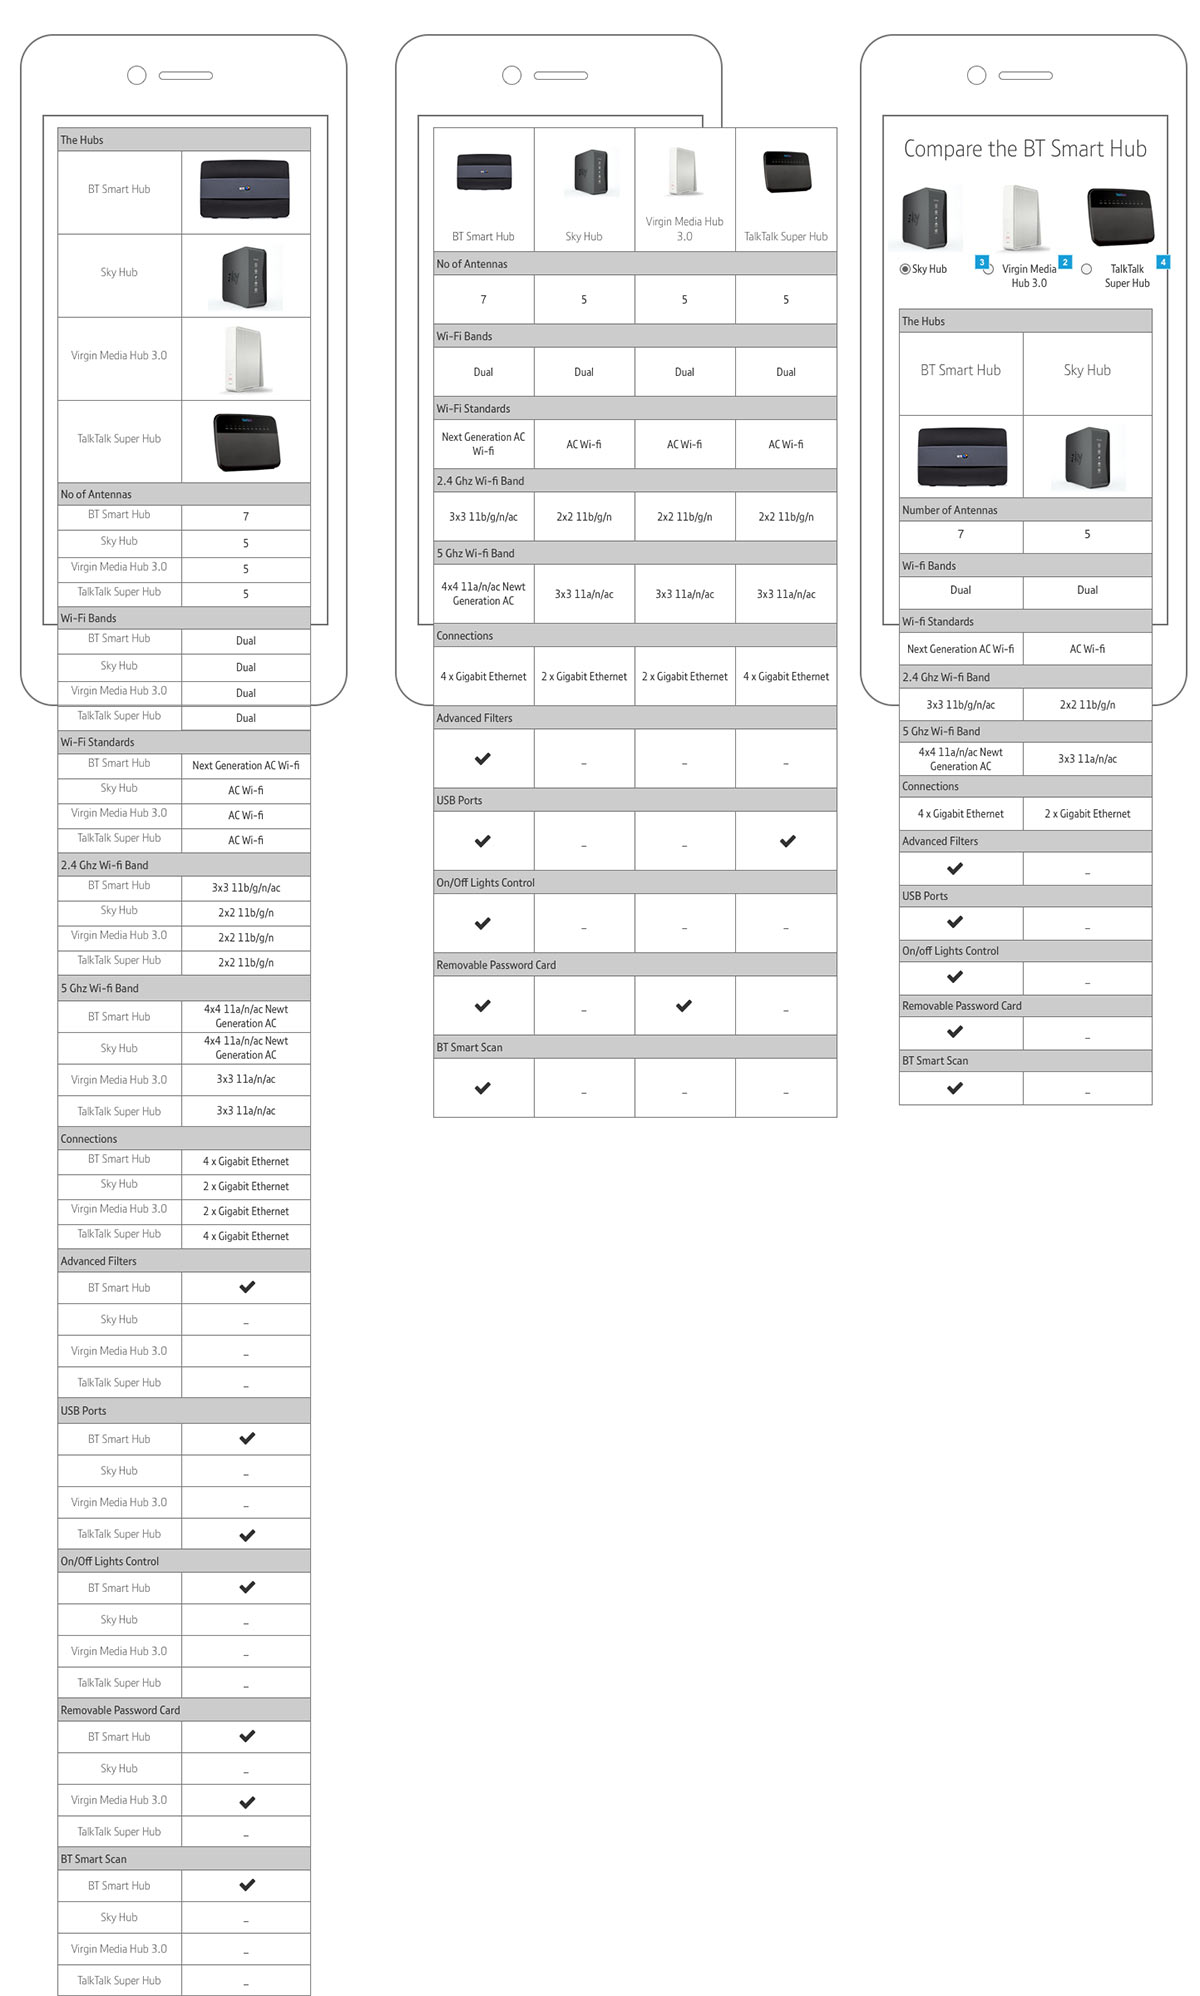 The Hubs
BT Smart Hub
Sky Hub
sky
Virgin Media Hub 3.0
TalkTalk Super Hub
No of Antennas
BT Smart Hub 7
Sky Hub 5
Virgin Media Hub 3.0 5
TalkTalk Super Hub 5
Wi-Fi Bands
BT Smart Hub Dual
Sky Hub Dual
Virgin Media Hub 3.0 Dual
TalkTalk Super Hub Dual
Wi-Fi Standards
BT Smart Hub Next Generation AC Wi-fi
Sky Hub AC Wi-fi
Virgin Media Hub 3.0 AC Wi-fi
TalkTalk Super Hub AC Wi-fi
2.4 Ghz Wi-fi Band
BT Smart Hub 3x3 11b/g/n/ac
Sky Hub 2x2 11b/g/n
Virgin Media Hub 3.0 2x2 11b/g/n
TalkTalk Super Hub 2x2 11b/g/n
5 Ghz Wi-fi Band
BT Smart Hub 4x4 11a/n/ac Newt
Generation AC
Sky Hub 4x4 11a/n/ac Newt
Generation AC
Virgin Media Hub 3.0 3x3 11a/n/ac
TalkTalk Super Hub 3x3 11a/n/ac
Connections
BT Smart Hub 4 x Gigabit Ethernet
Sky Hub 2 x Gigabit Ethernet
Virgin Media Hub 3.0 2 x Gigabit Ethernet
TalkTalk Super Hub 4 x Gigabit Ethernet
Advanced Filters
BT Smart Hub ✔
Sky Hub –
Virgin Media Hub 3.0 –
TalkTalk Super Hub –
USB Ports
BT Smart Hub ✔
Sky Hub –
Virgin Media Hub 3.0 –
TalkTalk Super Hub ✔
On/Off Lights Control
BT Smart Hub ✔
Sky Hub –
Virgin Media Hub 3.0 –
TalkTalk Super Hub –
Removable Password Card
BT Smart Hub ✔
Sky Hub –
Virgin Media Hub 3.0 ✔
TalkTalk Super Hub –
BT Smart Scan
BT Smart Hub ✔
Sky Hub –
Virgin Media Hub 3.0 –
TalkTalk Super Hub –
BT Smart Hub Sky Hub Virgin Media Hub
3.0 TalkTalk Super Hub
No of Antennas
7 5 5 5
Wi-Fi Bands
Dual Dual Dual Dual
Wi-Fi Standards
Next Generation AC
Wi-fi AC Wi-fi AC Wi-fi AC Wi-fi
2.4 Ghz Wi-fi Band
3x3 11b/g/n/ac 2x2 11b/g/n 2x2 11b/g/n 2x2 11b/g/n
5 Ghz Wi-fi Band
4x4 11a/n/ac Newt
Generation AC 3x3 11a/n/ac 3x3 11a/n/ac 3x3 11a/n/ac
Connections
4 x Gigabit Ethernet 2 x Gigabit Ethernet 2 x Gigabit Ethernet 4 x Gigabit Ethernet
Advanced Filters
✔ – – –
USB Ports
✔ – – ✔
On/Off Lights Control
✔ – – –
Removable Password Card
✔ – ✔ –
BT Smart Scan
✔ – – –
Compare the BT Smart Hub
sky
3 2 4
Sky Hub Virgin Media TalkTalk
Hub 3.0 Super Hub
The Hubs
BT Smart Hub Sky Hub
sky
Number of Antennas
7 5
Wi-fi Bands
Dual Dual
Wi-fi Standards
Next Generation AC Wi-fi AC Wi-fi
2.4 Ghz Wi-fi Band
3x3 11b/g/n/ac 2x2 11b/g/n
5 Ghz Wi-fi Band
4x4 11a/n/ac Newt
Generation AC 3x3 11a/n/ac
Connections
4 x Gigabit Ethernet 2 x Gigabit Ethernet
Advanced Filters
✔ –
USB Ports
✔ –
On/off Lights Control
✔ –
Removable Password Card
✔ –
BT Smart Scan
✔ –